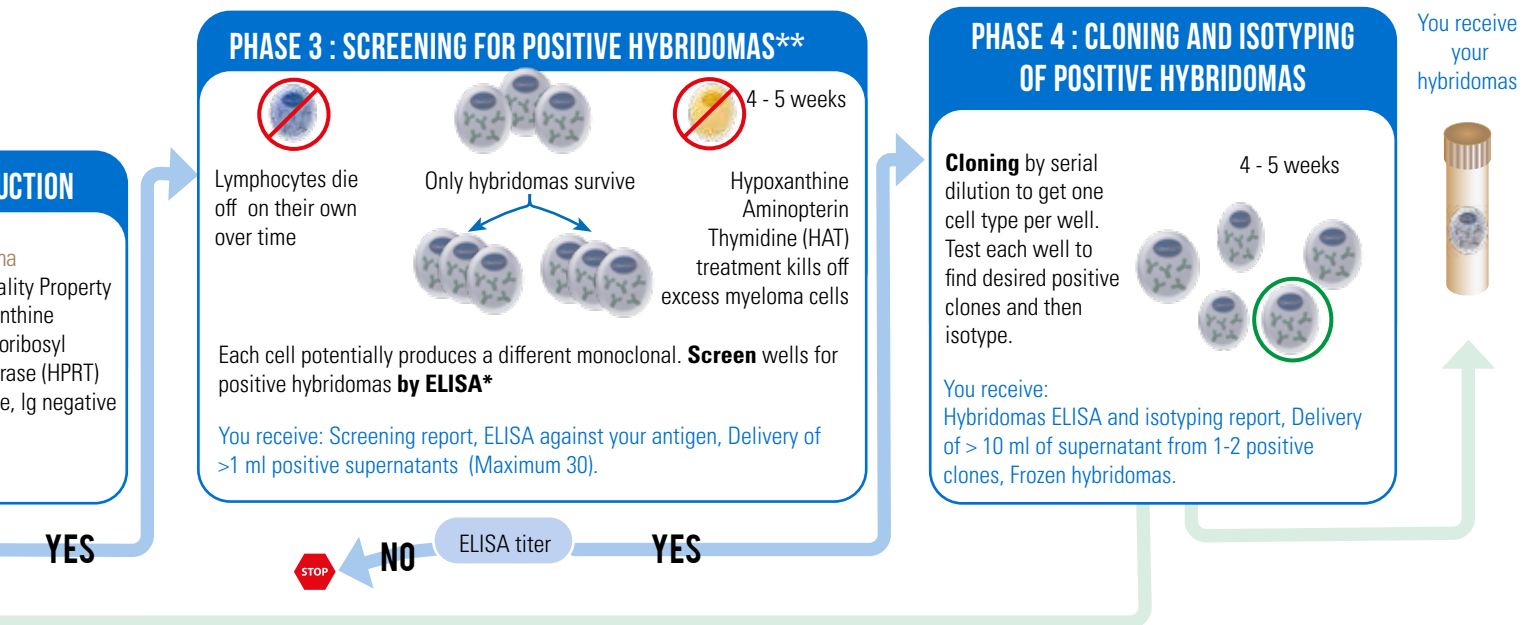 UCTION
na
ality Property
nthine
oribosyl
rase (HPRT)
e, Ig negative
YES
PHASE 3 : SCREENING FOR POSITIVE HYBRIDOMAS**
4 - 5 weeks
Lymphocytes die
off on their own
over time
Only hybridomas survive
Hypoxanthine
Aminopterin
Thymidine (HAT)
treatment kills off
excess myeloma cells
Each cell potentially produces a different monoclonal. Screen wells for
positive hybridomas by ELISA*
You receive: Screening report, ELISA against your antigen, Delivery of
>1 ml positive supernatants (Maximum 30).
STOP
NO
ELISA titer
YES
PHASE 4 : CLONING AND ISOTYPING
OF POSITIVE HYBRIDOMAS
Cloning by serial
dilution to get one
cell type per well.
Test each well to
find desired positive
clones and then
isotype.
4 - 5 weeks
You receive:
Hybridomas ELISA and isotyping report, Delivery
of > 10 ml of supernatant from 1-2 positive
clones, Frozen hybridomas.
You receive
your
hybridomas